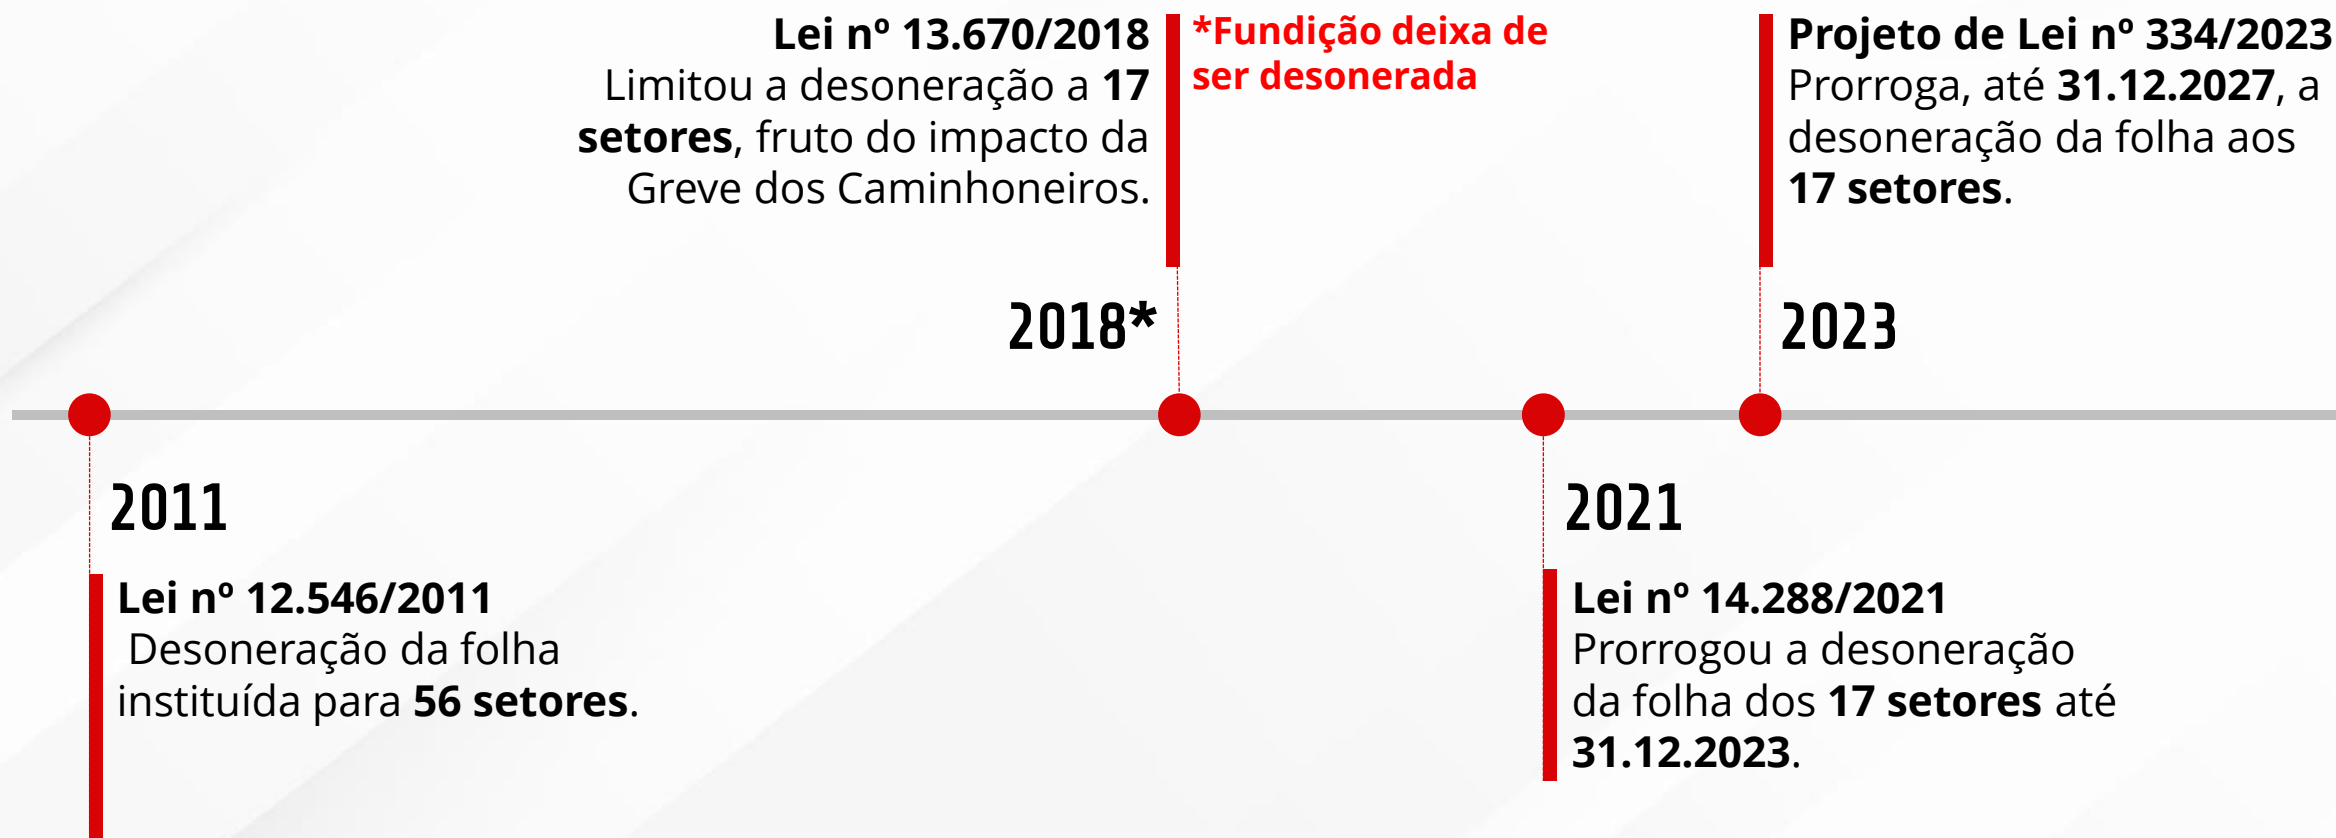 Lei nº 13.670/2018
Limitou a desoneração a 17
setores, fruto do impacto da
Greve dos Caminhoneiros.
*Fundição deixa de
ser desonerada
Projeto de Lei nº 334/2023
Prorroga, até 31.12.2027, a
desoneração da folha aos
17 setores.
2018*
2023
2011
2021
Lei nº 12.546/2011
Desoneração da folha
instituída para 56 setores.
Lei nº 14.288/2021
Prorrogou a desoneração
da folha dos 17 setores até
31.12.2023.